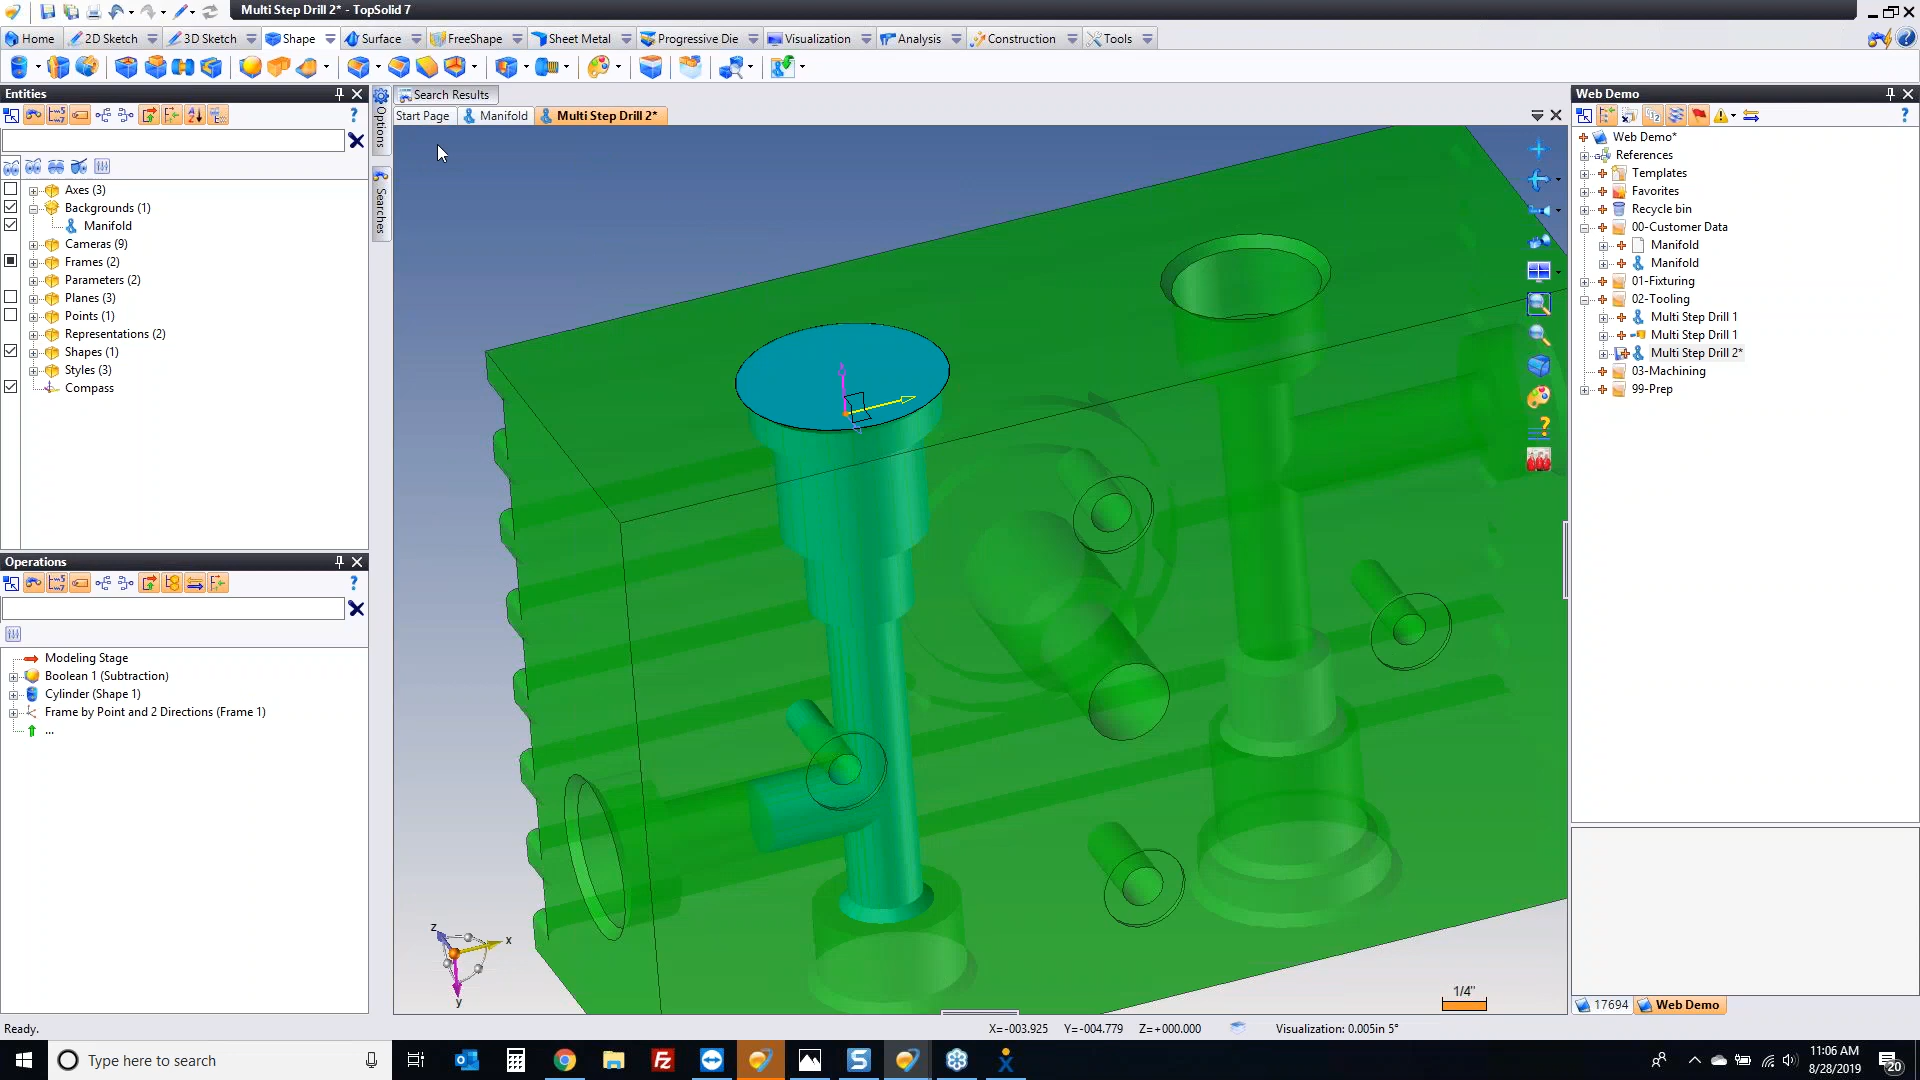 Multi Step Drill 2* - TopSolid 7
Home 2D Sketch 3D Sketch Shape Surface FreeShape Sheet Metal Progressive Die Visualization Analysis Construction Tools
Entities
Axes (3)
Backgrounds (1)
Manifold
Cameras (9)
Frames (2)
Parameters (2)
Planes (3)
Points (1)
Representations (2)
Shapes (1)
Styles (3)
Compass
Operations
Modeling Stage
Boolean 1 (Subtraction)
Cylinder (Shape 1)
Frame by Point and 2 Directions (Frame 1)
...
Options
Searches
Search Results
Start Page Manifold Multi Step Drill 2*
z
x
y
1/4"
Web Demo
Web Demo*
References
Templates
Favorites
Recycle bin
00-Customer Data
Manifold
Manifold
01-Fixturing
02-Tooling
Multi Step Drill 1
Multi Step Drill 1
Multi Step Drill 2*
03-Machining
99-Prep
17694 Web Demo
Ready.
X=-003.925 Y=-004.779 Z=+000.000 Visualization: 0.005in 5°
Type here to search
11:06 AM
8/28/2019
20